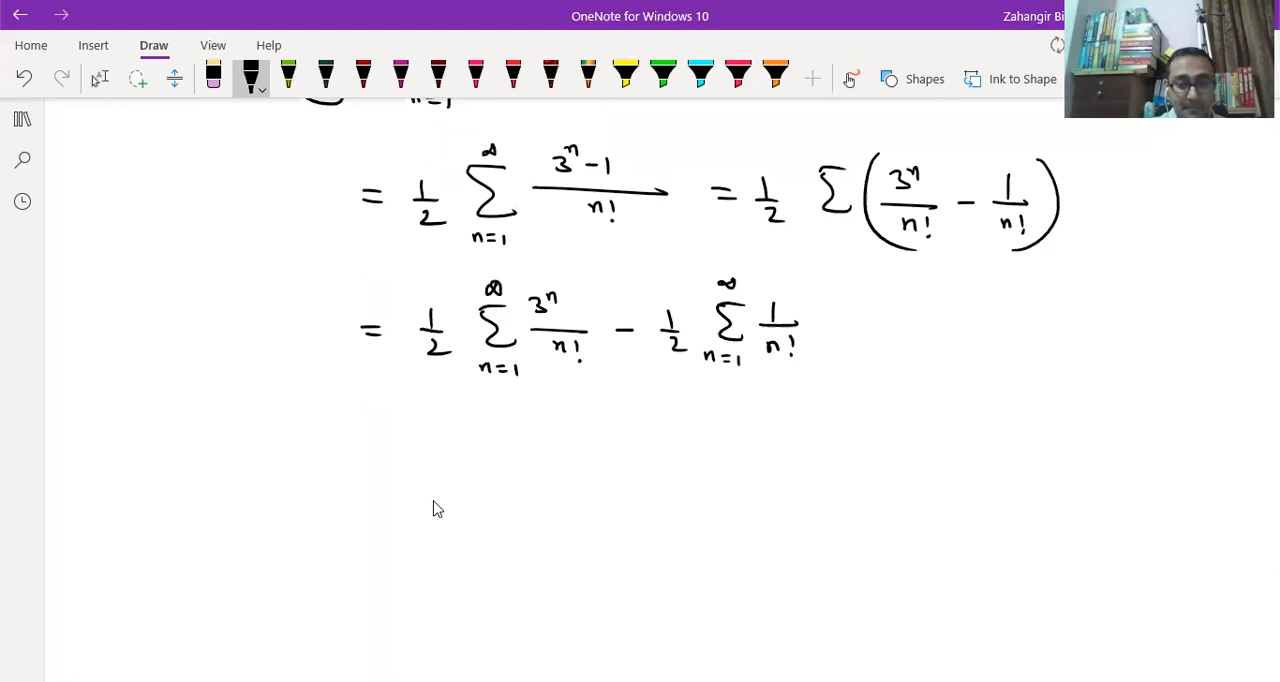 OneNote for Windows 10
Zahangir Bi
Home Insert Draw View Help
Shapes Ink to Shape
n=1
= 1/2 ∞∑n=1 (3^n - 1)/n! = 1/2 ∑ (3^n/n! - 1/n!)
= 1/2 ∞∑n=1 3^n/n! - 1/2 ∞∑n=1 1/n!